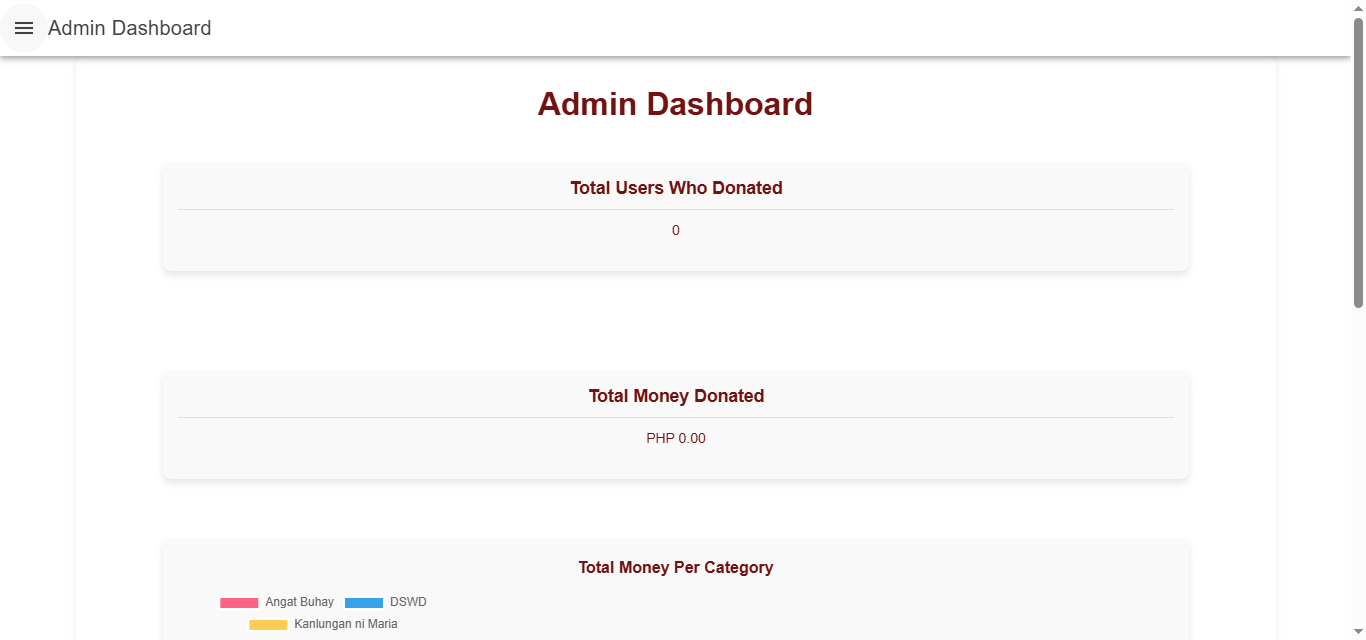 Admin Dashboard
Admin Dashboard
Total Users Who Donated
0
Total Money Donated
PHP 0.00
Total Money Per Category
Angat Buhay DSWD
Kanlungan ni Maria